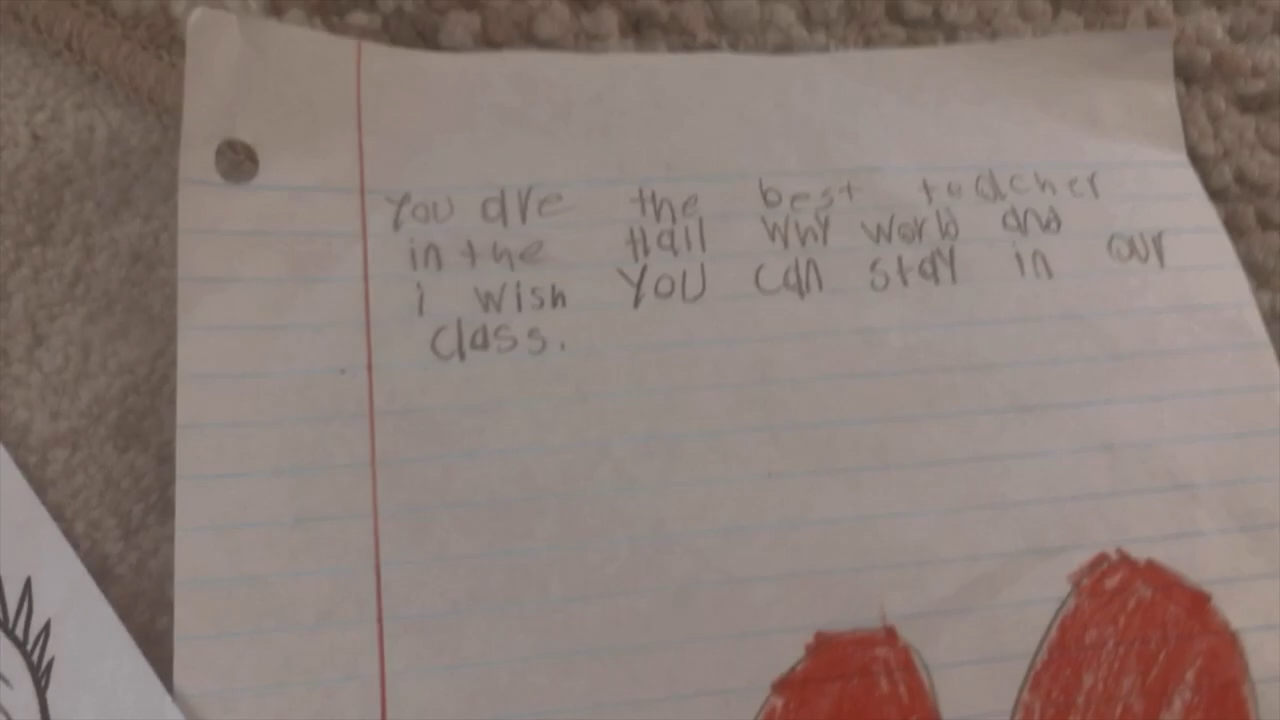 You are the best teacher
in the Hall Why World and
i wish You can stay in our
class.